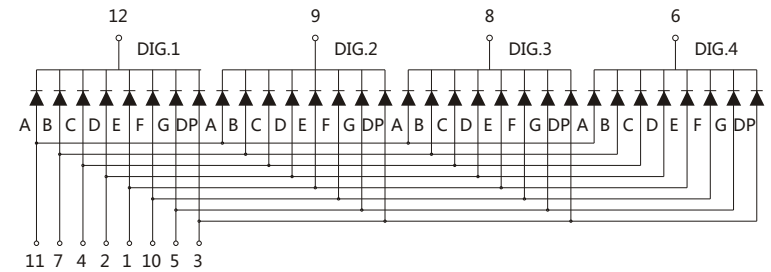 12 9 8 6
DIG.1 DIG.2 DIG.3 DIG.4
A B C D E F G DP A B C D E F G DP A B C D E F G DP A B C D E F G DP
11 7 4 2 1 10 5 3